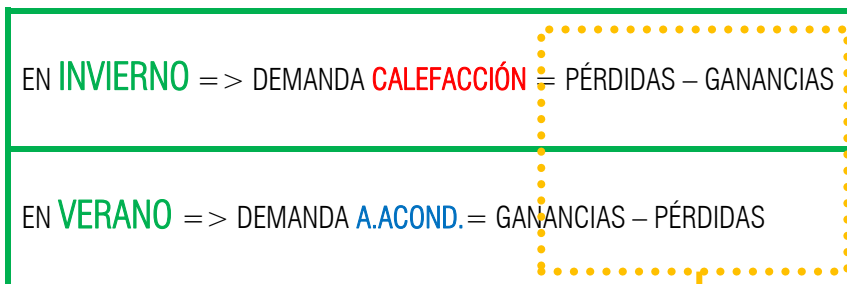 EN INVIERNO => DEMANDA CALEFACCIÓN = PÉRDIDAS – GANANCIAS
EN VERANO => DEMANDA A.ACOND.= GANANCIAS – PÉRDIDAS